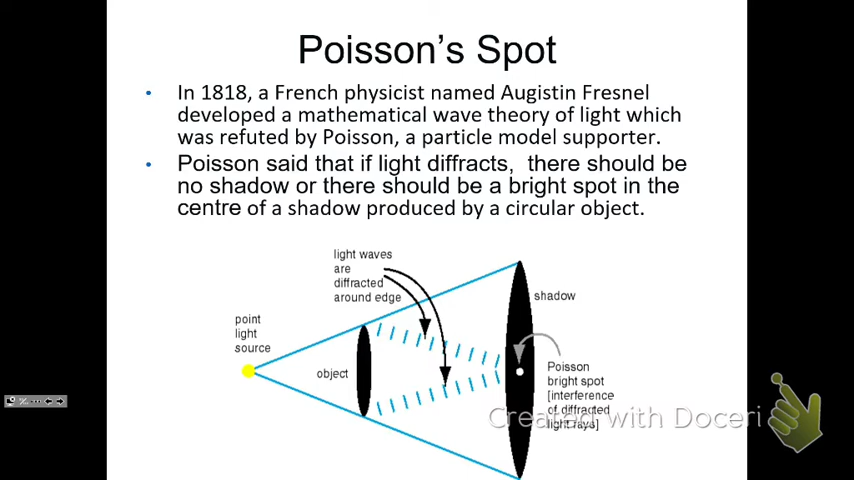 Poisson's Spot
• In 1818, a French physicist named Augistin Fresnel
developed a mathematical wave theory of light which
was refuted by Poisson, a particle model supporter.
• Poisson said that if light diffracts, there should be
no shadow or there should be a bright spot in the
centre of a shadow produced by a circular object.
light waves
are
diffracted
around edge
shadow
point
light
source
object
Poisson
bright spot
[interference
of diffracted
light rays]
Created with Doceri